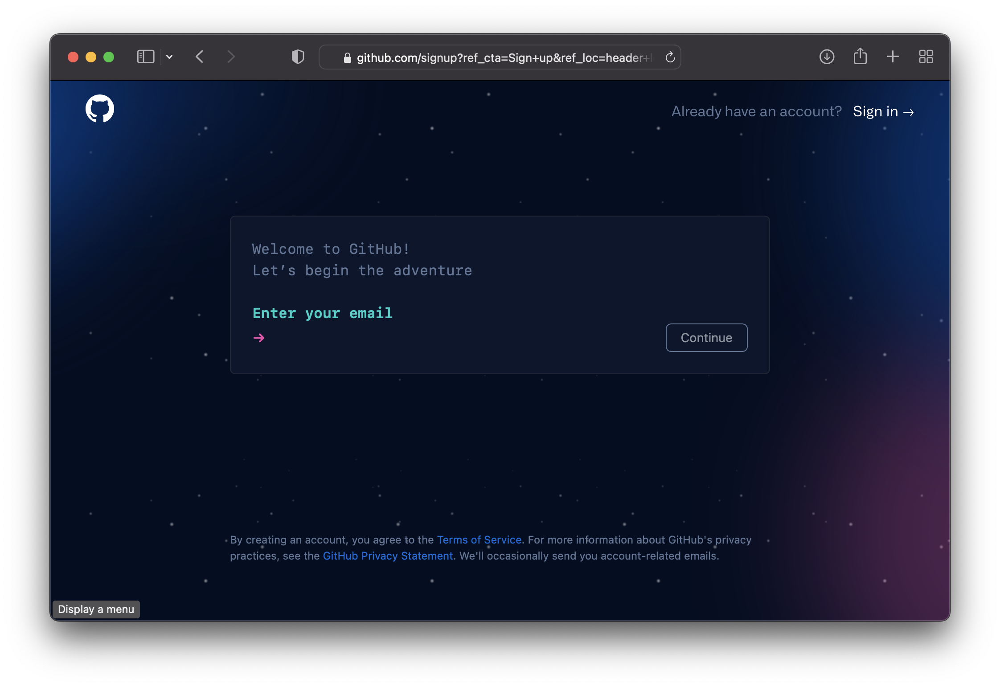 github.com/signup?ref_cta=Sign+up&ref_loc=header+l
Already have an account? Sign in →
Welcome to GitHub!
Let’s begin the adventure
Enter your email
→
Continue
By creating an account, you agree to the Terms of Service. For more information about GitHub's privacy
practices, see the GitHub Privacy Statement. We'll occasionally send you account-related emails.
Display a menu